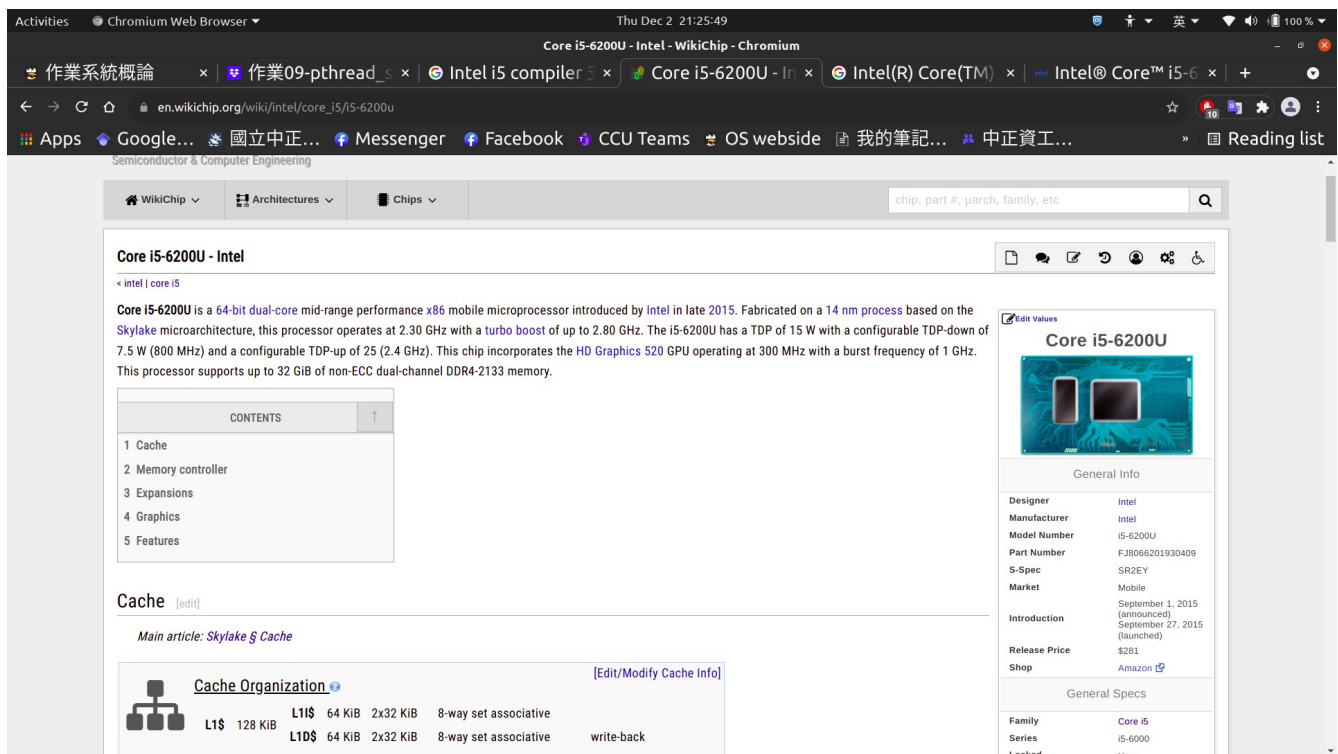 Activities Chromium Web Browser Thu Dec 2 21:25:49 英 100 %
Core i5-6200U - Intel - WikiChip - Chromium
作業系統概論 × 作業09-pthread_s × Intel i5 compiler × Core i5-6200U - In × Intel(R) Core(TM) × Intel® Core™ i5-6 × +
en.wikichip.org/wiki/intel/core_i5/i5-6200u 10
Apps Google... 國立中正... Messenger Facebook CCU Teams OS webside 我的筆記... 中正資工... » Reading list
Semiconductor & Computer Engineering
WikiChip Architectures Chips chip, part #, µarch, family, etc
Core i5-6200U - Intel
< intel | core i5
Core i5-6200U is a 64-bit dual-core mid-range performance x86 mobile microprocessor introduced by Intel in late 2015. Fabricated on a 14 nm process based on the
Skylake microarchitecture, this processor operates at 2.30 GHz with a turbo boost of up to 2.80 GHz. The i5-6200U has a TDP of 15 W with a configurable TDP-down of
7.5 W (800 MHz) and a configurable TDP-up of 25 (2.4 GHz). This chip incorporates the HD Graphics 520 GPU operating at 300 MHz with a burst frequency of 1 GHz.
This processor supports up to 32 GiB of non-ECC dual-channel DDR4-2133 memory.
CONTENTS ↑
1 Cache
2 Memory controller
3 Expansions
4 Graphics
5 Features
Cache [edit]
Main article: Skylake § Cache
[Edit/Modify Cache Info]
Cache Organization
L1$ 128 KiB
L1I$ 64 KiB 2x32 KiB 8-way set associative
L1D$ 64 KiB 2x32 KiB 8-way set associative write-back
Edit Values
Core i5-6200U
General Info
Designer Intel
Manufacturer Intel
Model Number i5-6200U
Part Number FJ8066201930409
S-Spec SR2EY
Market Mobile
Introduction September 1, 2015
(announced)
September 27, 2015
(launched)
Release Price $281
Shop Amazon
General Specs
Family Core i5
Series i5-6000